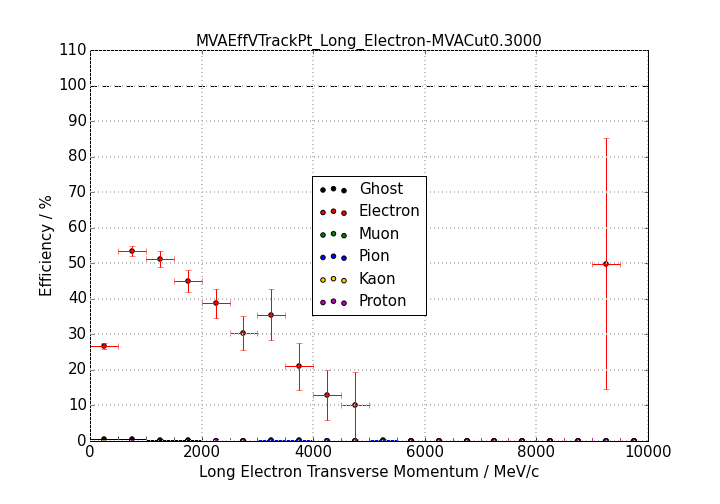 MVAEffVTrackPt_Long_Electron-MVACut0.3000
110
100
90
80
70
60
50
40
30
20
10
0
Efficiency / %
Ghost
Electron
Muon
Pion
Kaon
Proton
0 2000 4000 6000 8000 10000
Long Electron Transverse Momentum / MeV/c